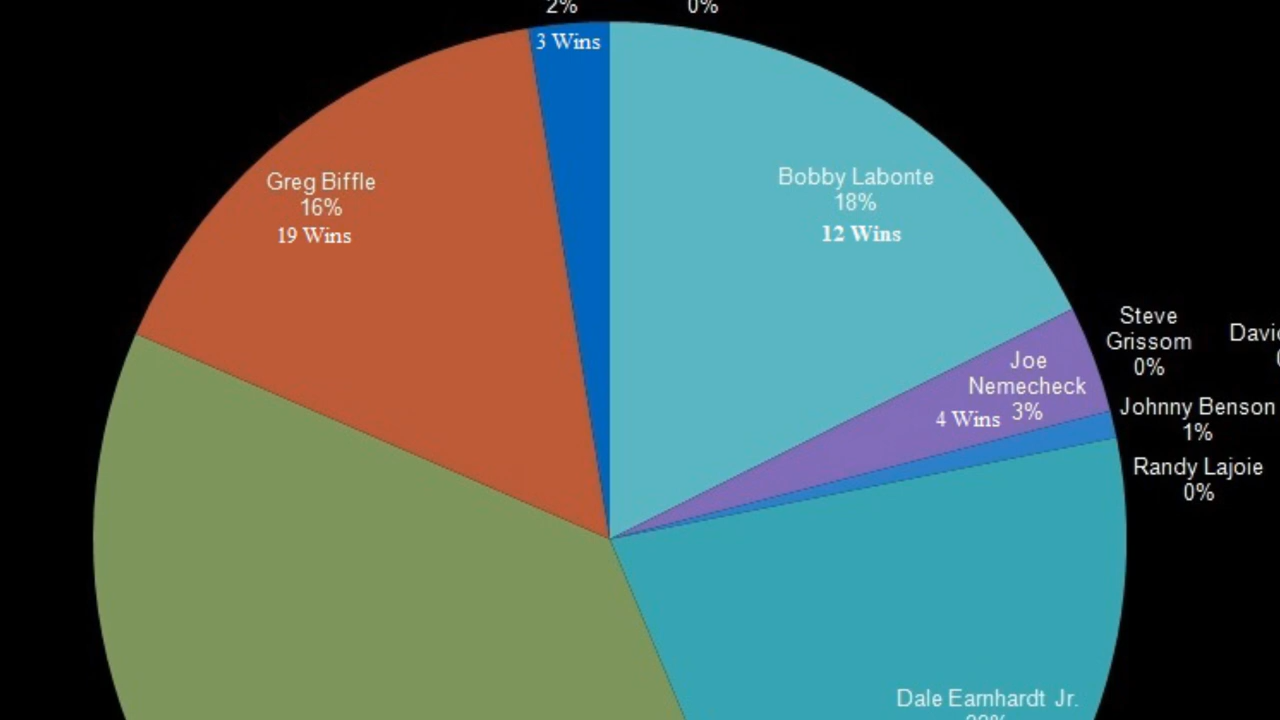 2%
0%
3 Wins
Greg Biffle
16%
19 Wins
Bobby Labonte
18%
12 Wins
Steve
Grissom
0%
Joe
Nemecheck
3%
4 Wins
Johnny Benson
1%
Randy Lajoie
0%
Dale Earnhardt Jr.